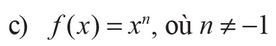 c) f(x) = xⁿ, où n ≠ −1